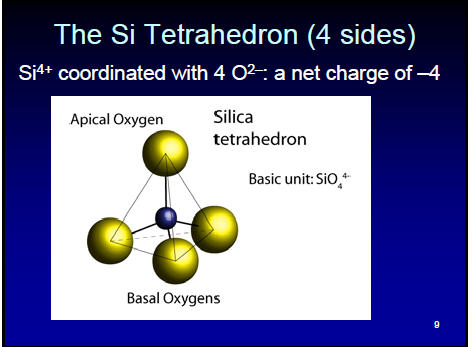 The Si Tetrahedron (4 sides)
Si⁴⁺ coordinated with 4 O²⁻: a net charge of –4
Apical Oxygen
Silica
tetrahedron
Basic unit: SiO₄⁴⁻
Basal Oxygens
9